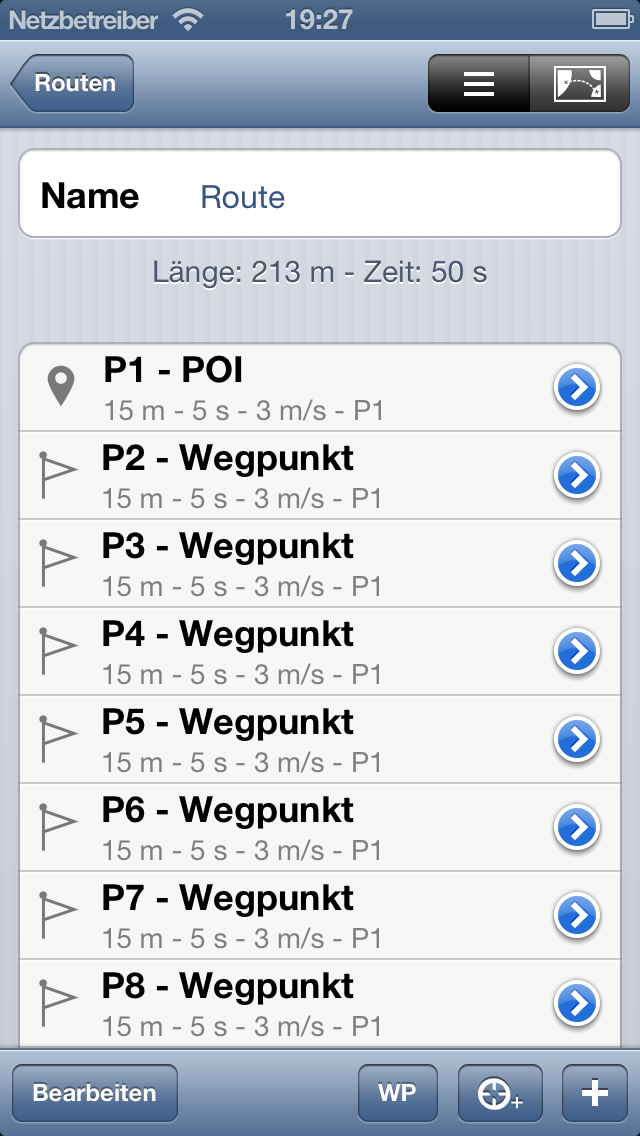 Netzbetreiber 19:27
Routen
Name Route
Länge: 213 m - Zeit: 50 s
P1 - POI
15 m - 5 s - 3 m/s - P1
P2 - Wegpunkt
15 m - 5 s - 3 m/s - P1
P3 - Wegpunkt
15 m - 5 s - 3 m/s - P1
P4 - Wegpunkt
15 m - 5 s - 3 m/s - P1
P5 - Wegpunkt
15 m - 5 s - 3 m/s - P1
P6 - Wegpunkt
15 m - 5 s - 3 m/s - P1
P7 - Wegpunkt
15 m - 5 s - 3 m/s - P1
P8 - Wegpunkt
15 m - 5 s - 3 m/s - P1
Bearbeiten WP